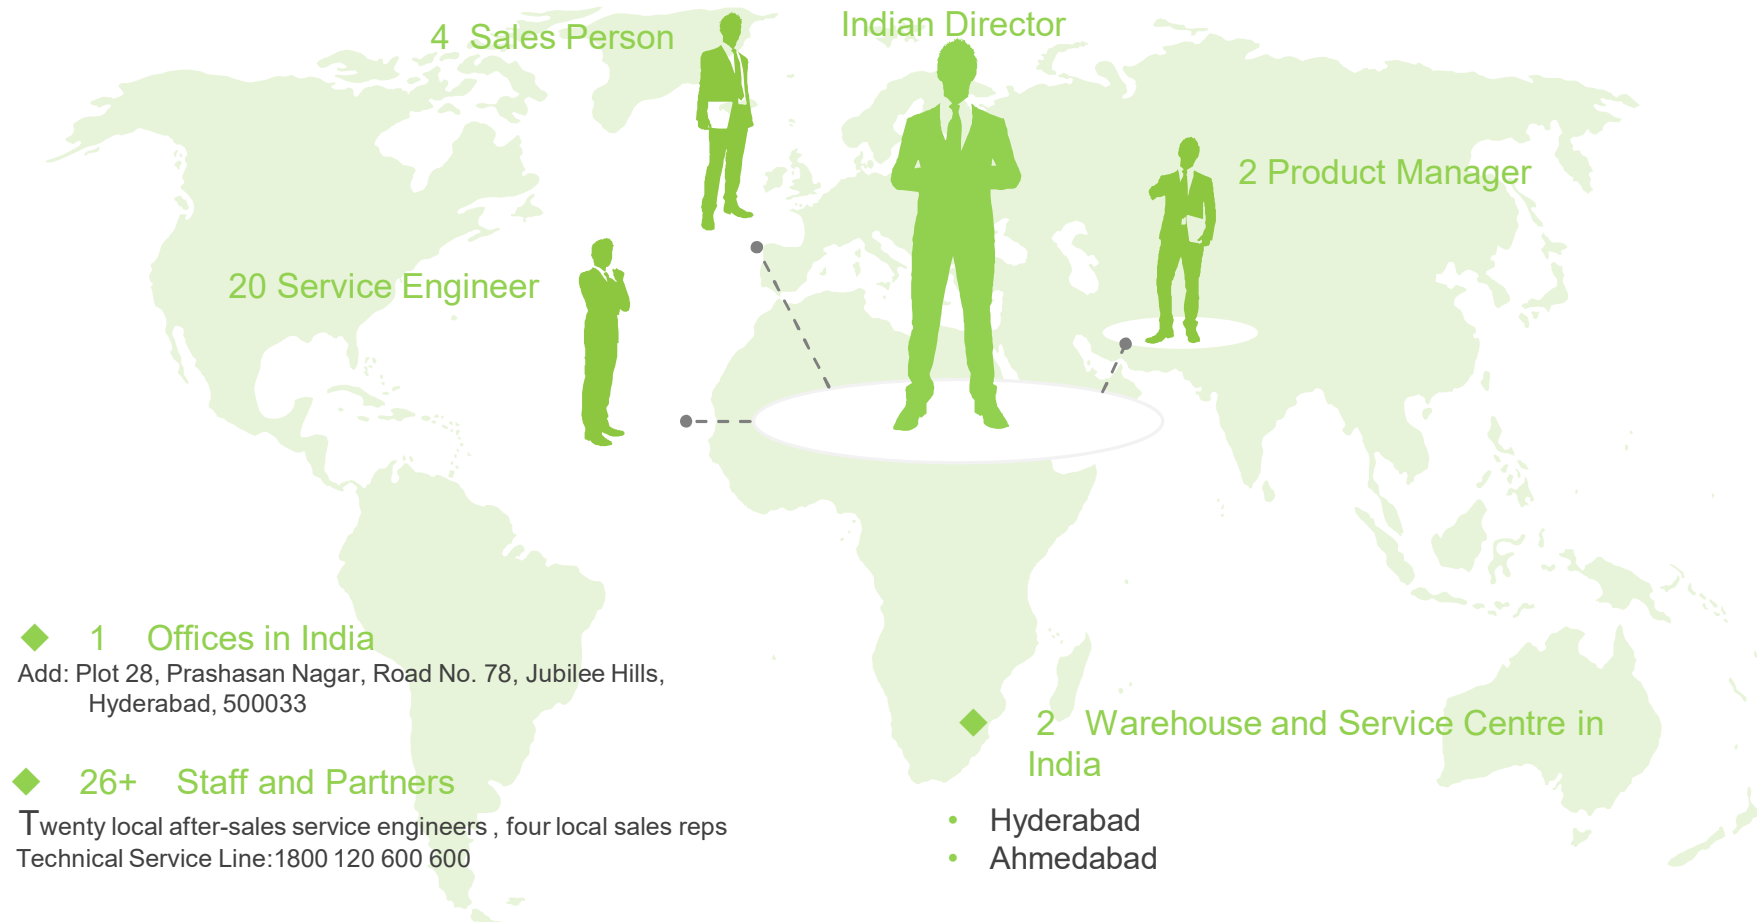 4 Sales Person
Indian Director
2 Product Manager
20 Service Engineer
1 Offices in India
Add: Plot 28, Prashasan Nagar, Road No. 78, Jubilee Hills,
Hyderabad, 500033
26+ Staff and Partners
Twenty local after-sales service engineers , four local sales reps
Technical Service Line:1800 120 600 600
2 Warehouse and Service Centre in
India
• Hyderabad
• Ahmedabad